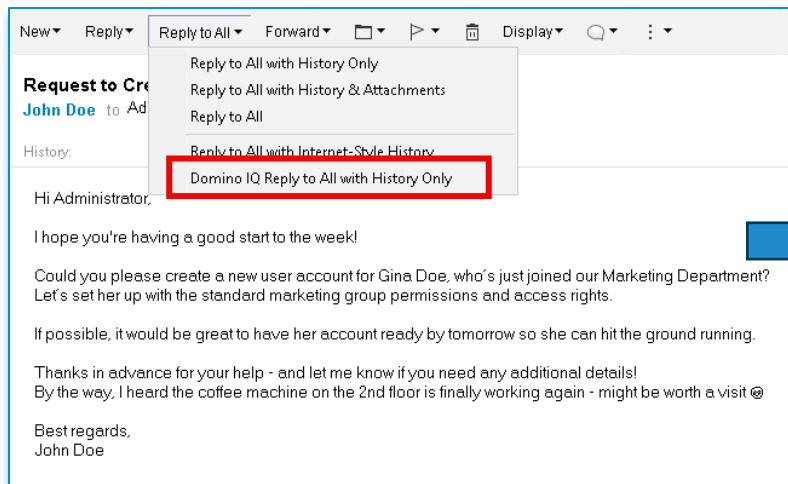 New Reply Reply to All Forward Display
Reply to All with History Only
Request to Cre
Reply to All with History & Attachments
John Doe to Ad
Reply to All
History:
Reply to All with Internet-Style History
Domino IQ Reply to All with History Only
Hi Administrator,
I hope you're having a good start to the week!
Could you please create a new user account for Gina Doe, who´s just joined our Marketing Department?
Let´s set her up with the standard marketing group permissions and access rights.
If possible, it would be great to have her account ready by tomorrow so she can hit the ground running.
Thanks in advance for your help - and let me know if you need any additional details!
By the way, I heard the coffee machine on the 2nd floor is finally working again - might be worth a visit 😉
Best regards,
John Doe